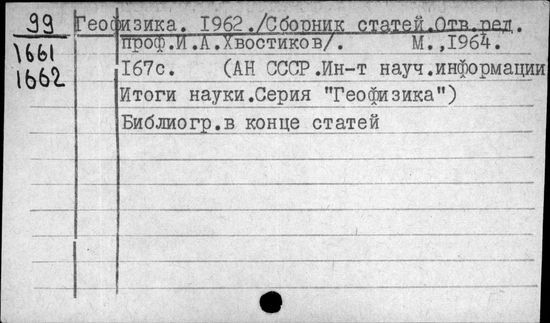 99 Геофизика. 1962./Сборник статей.Отв.ред.
1661 проф.И.А.Хвостиков/. М.,1964.
1662 167с. (АН СССР.Ин-т науч.информации
Итоги науки.Серия "Геофизика")
Библиогр.в конце статей